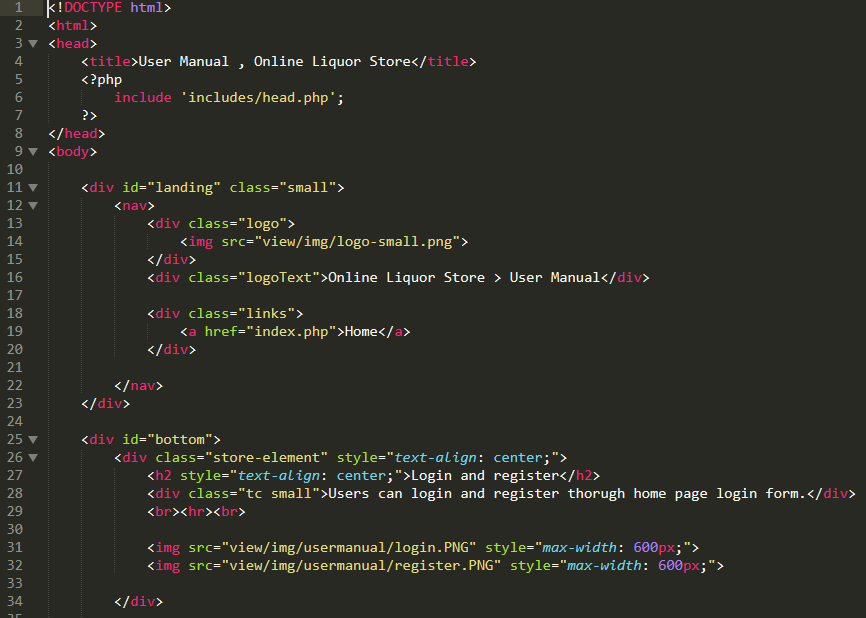 1 <!DOCTYPE html>
2 <html>
3 <head>
4     <title>User Manual , Online Liquor Store</title>
5     <?php
6         include 'includes/head.php';
7     ?>
8 </head>
9 <body>
10
11     <div id="landing" class="small">
12         <nav>
13             <div class="logo">
14                 <img src="view/img/logo-small.png">
15             </div>
16             <div class="logoText">Online Liquor Store > User Manual</div>
17
18             <div class="links">
19                 <a href="index.php">Home</a>
20             </div>
21
22         </nav>
23     </div>
24
25     <div id="bottom">
26         <div class="store-element" style="text-align: center;">
27             <h2 style="text-align: center;">Login and register</h2>
28             <div class="tc small">Users can login and register thorugh home page login form.</div>
29             <br><hr><br>
30
31             <img src="view/img/usermanual/login.PNG" style="max-width: 600px;">
32             <img src="view/img/usermanual/register.PNG" style="max-width: 600px;">
33
34         </div>
35